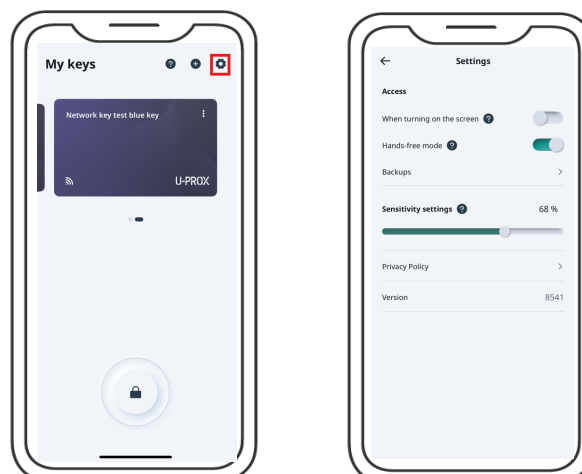 My keys
Network key test blue key
U-PROX
Settings
Access
When turning on the screen ?
Hands-free mode ?
Backups
Sensitivity settings ? 68 %
Privacy Policy
Version 8541